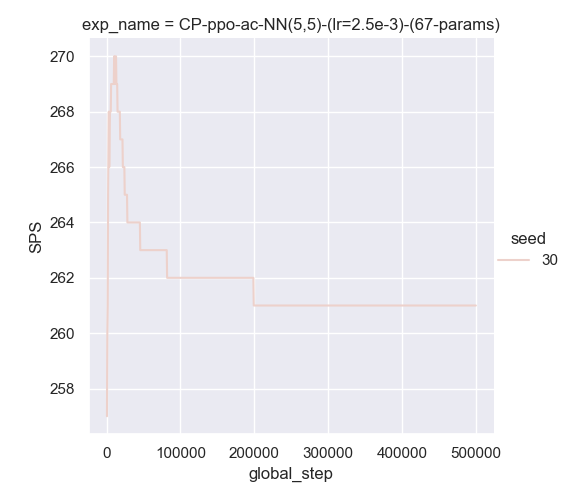 exp_name = CP-ppo-ac-NN(5,5)-(lr=2.5e-3)-(67-params)
270
268
266
264
262
260
258
SPS
0 100000 200000 300000 400000 500000
global_step
seed
30